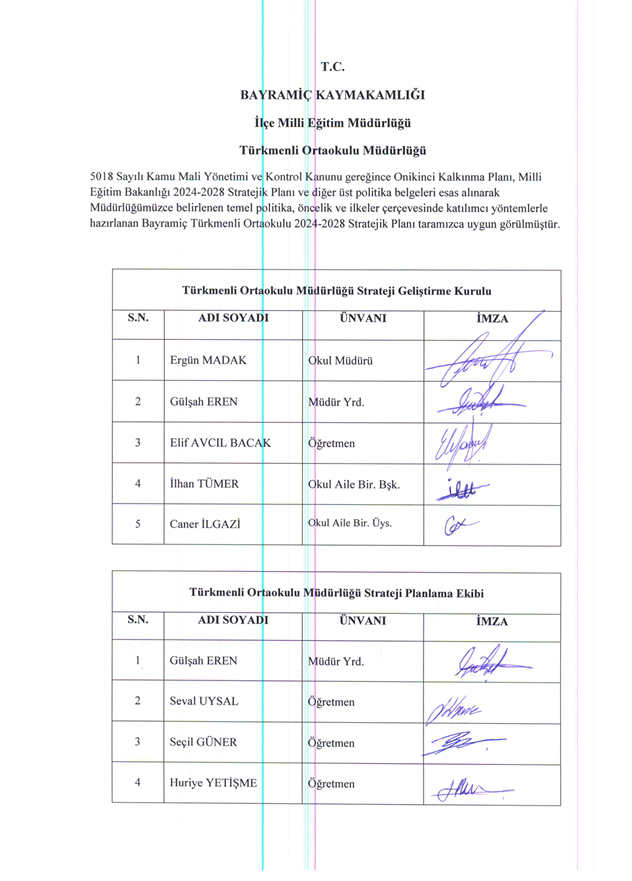 T.C.
BAYRAMİÇ KAYMAKAMLIĞI
İlçe Milli Eğitim Müdürlüğü
Türkmenli Ortaokulu Müdürlüğü
5018 Sayılı Kamu Mali Yönetimi ve Kontrol Kanunu gereğince Onikinci Kalkınma Planı, Milli
Eğitim Bakanlığı 2024-2028 Stratejik Planı ve diğer üst politika belgeleri esas alınarak
Müdürlüğümüzce belirlenen temel politika, öncelik ve ilkeler çerçevesinde katılımcı yöntemlerle
hazırlanan Bayramiç Türkmenli Ortaokulu 2024-2028 Stratejik Planı taramızca uygun görülmüştür.
Türkmenli Ortaokulu Müdürlüğü Strateji Geliştirme Kurulu
S.N. ADI SOYADI ÜNVANI İMZA
1 Ergün MADAK Okul Müdürü
2 Gülşah EREN Müdür Yrd.
3 Elif AVCIL BACAK Öğretmen
4 İlhan TÜMER Okul Aile Bir. Bşk.
5 Caner İLGAZİ Okul Aile Bir. Üys.
Türkmenli Ortaokulu Müdürlüğü Strateji Planlama Ekibi
S.N. ADI SOYADI ÜNVANI İMZA
1 Gülşah EREN Müdür Yrd.
2 Seval UYSAL Öğretmen
3 Seçil GÜNER Öğretmen
4 Huriye YETİŞME Öğretmen